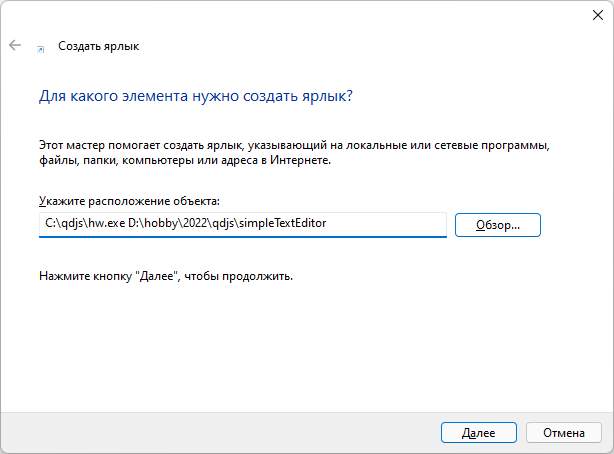 Создать ярлык
Для какого элемента нужно создать ярлык?
Этот мастер помогает создать ярлык, указывающий на локальные или сетевые программы,
файлы, папки, компьютеры или адреса в Интернете.
Укажите расположение объекта:
C:\qdjs\hw.exe D:\hobby\2022\qdjs\simpleTextEditor
Обзор...
Нажмите кнопку "Далее", чтобы продолжить.
Далее
Отмена